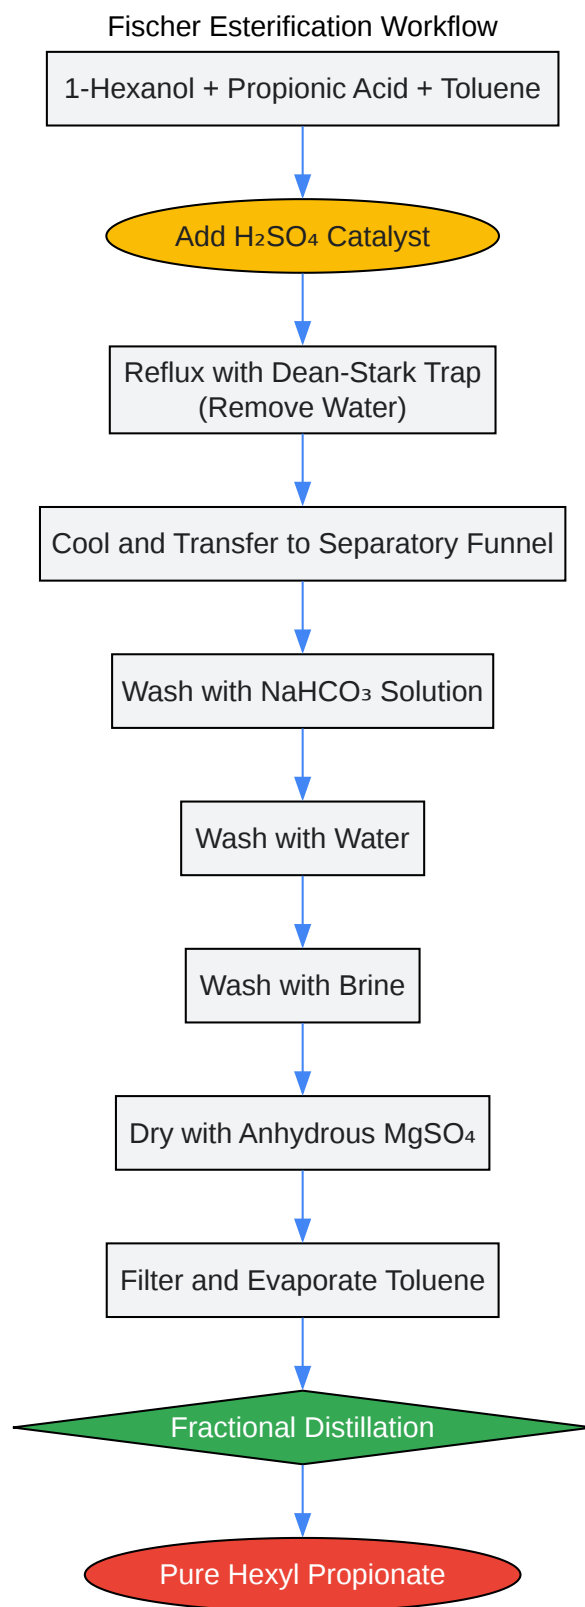 Fischer Esterification Workflow
1-Hexanol + Propionic Acid + Toluene
Add H₂SO₄ Catalyst
Reflux with Dean-Stark Trap
(Remove Water)
Cool and Transfer to Separatory Funnel
Wash with NaHCO₃ Solution
Wash with Water
Wash with Brine
Dry with Anhydrous MgSO₄
Filter and Evaporate Toluene
Fractional Distillation
Pure Hexyl Propionate